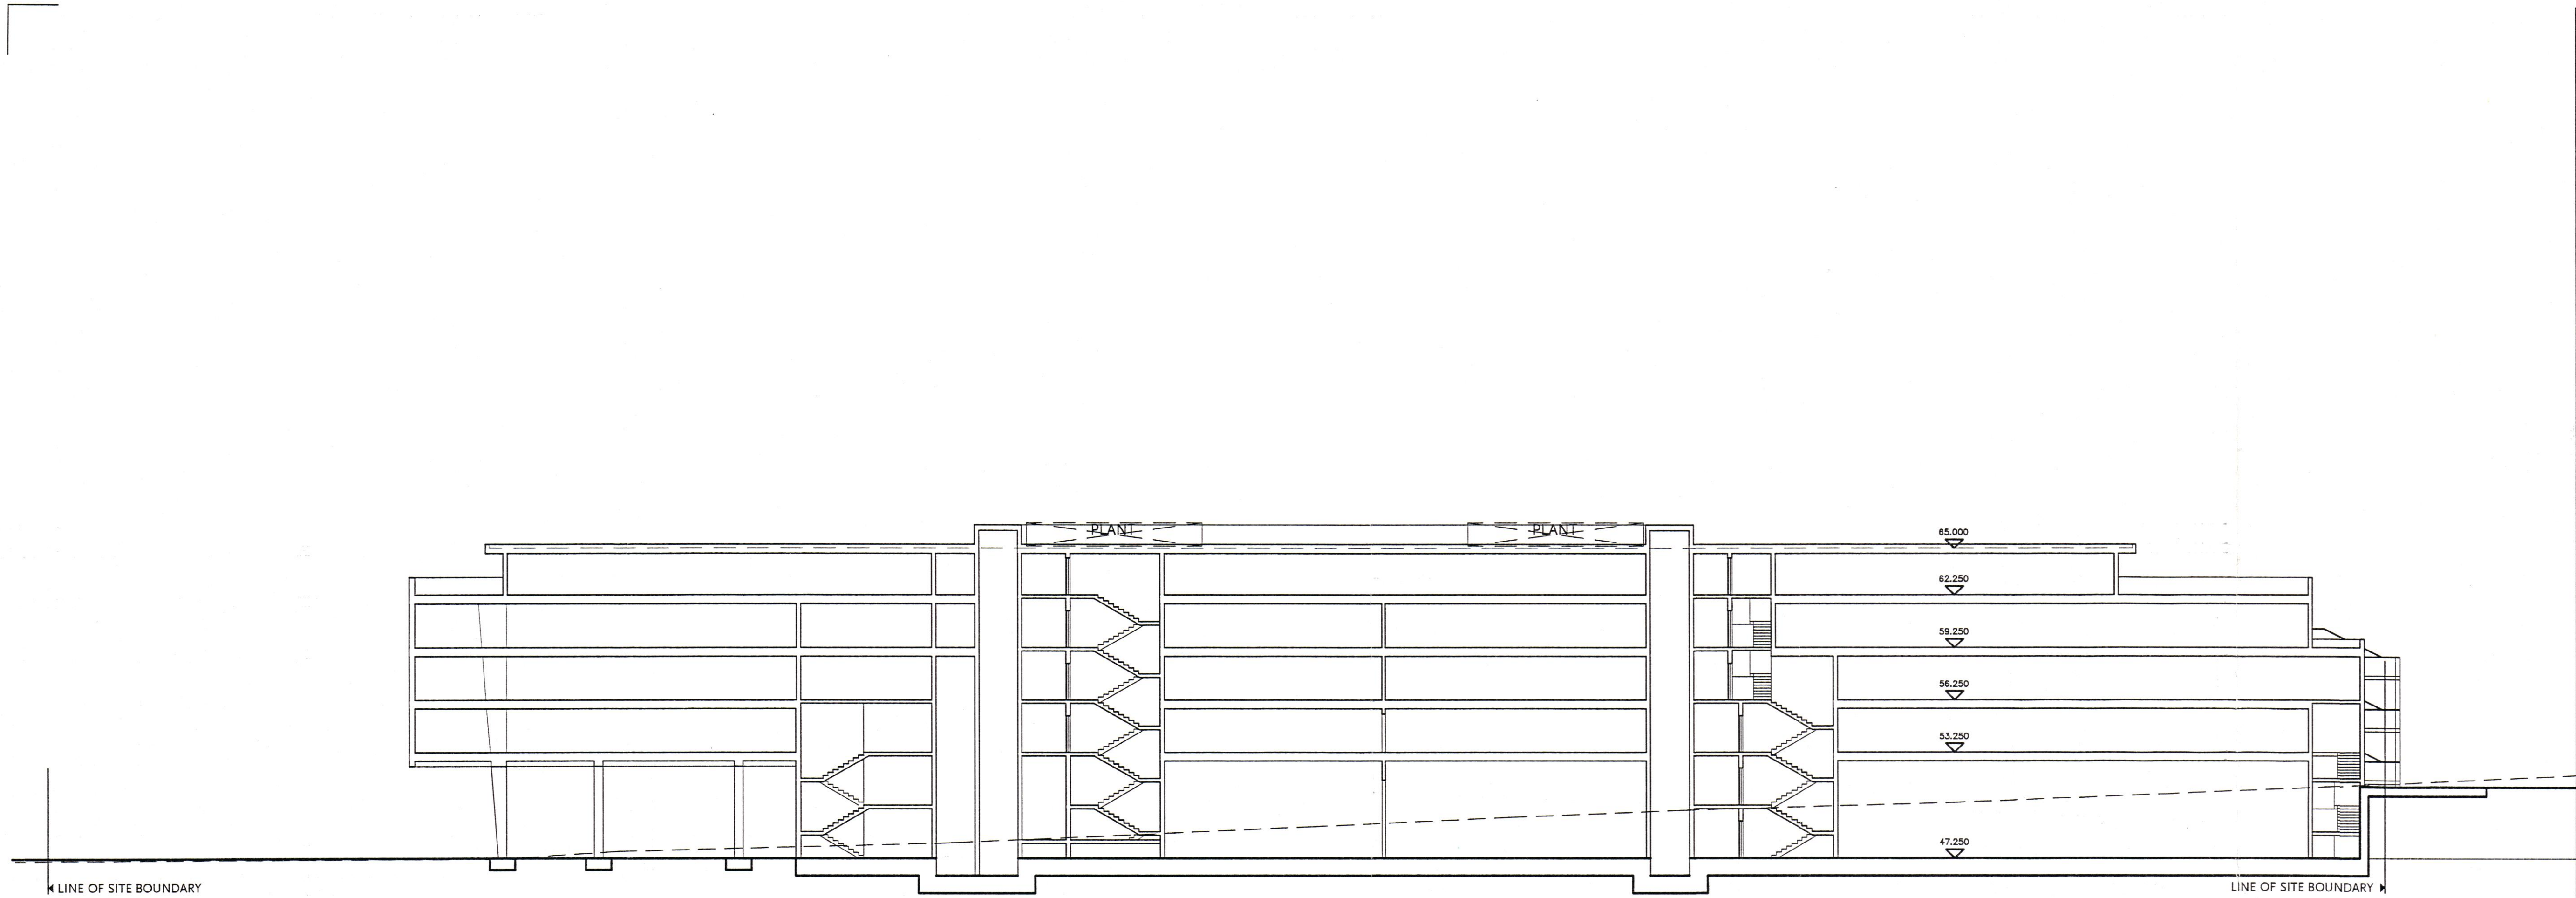 PLANT
PLANT
65.000
62.250
59.250
56.250
53.250
47.250
LINE OF SITE BOUNDARY
LINE OF SITE BOUNDARY